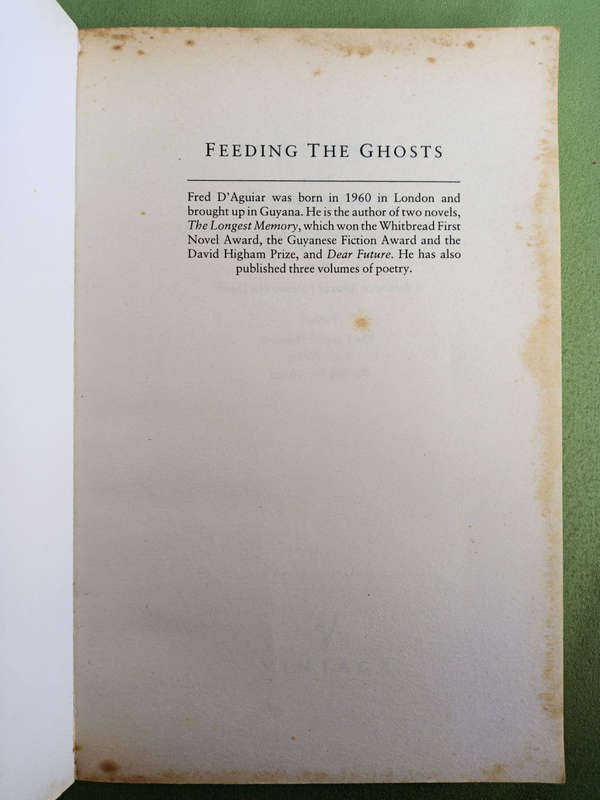 FEEDING THE GHOSTS
Fred D'Aguiar was born in 1960 in London and
brought up in Guyana. He is the author of two novels,
The Longest Memory, which won the Whitbread First
Novel Award, the Guyanese Fiction Award and the
David Higham Prize, and Dear Future. He has also
published three volumes of poetry.